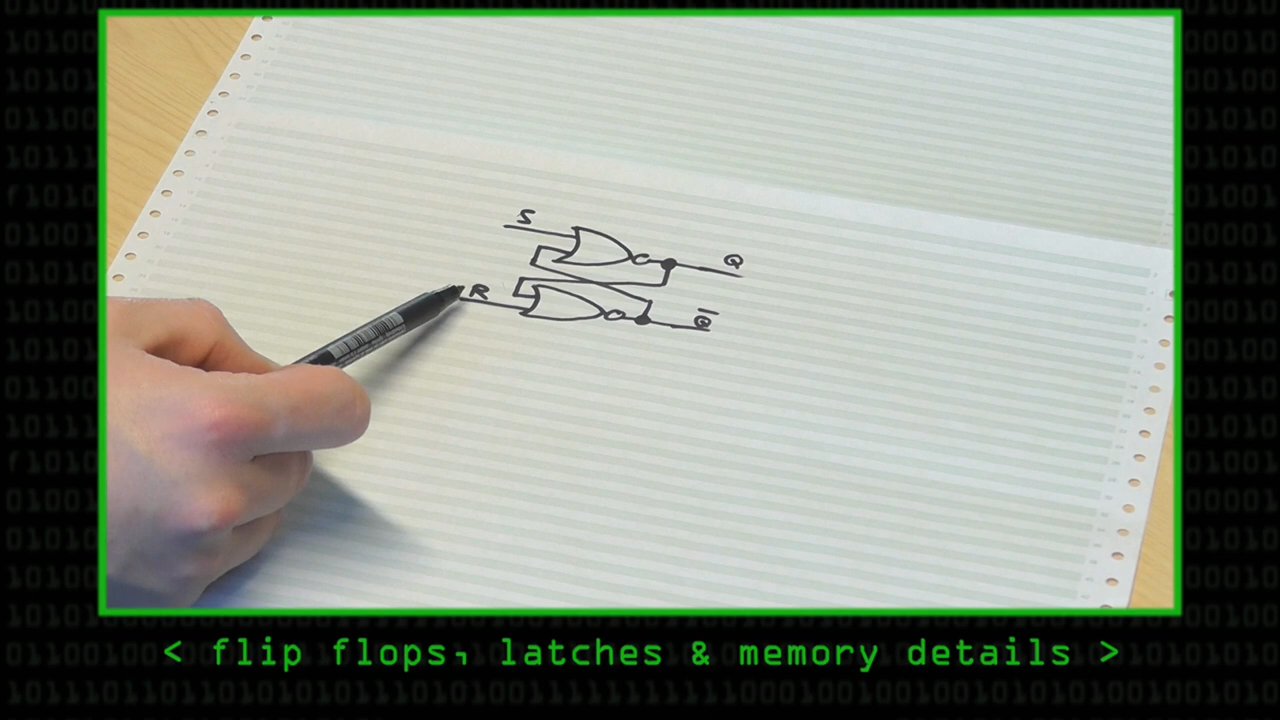 S
Q
R
Q̅
< flip flops, latches & memory details >